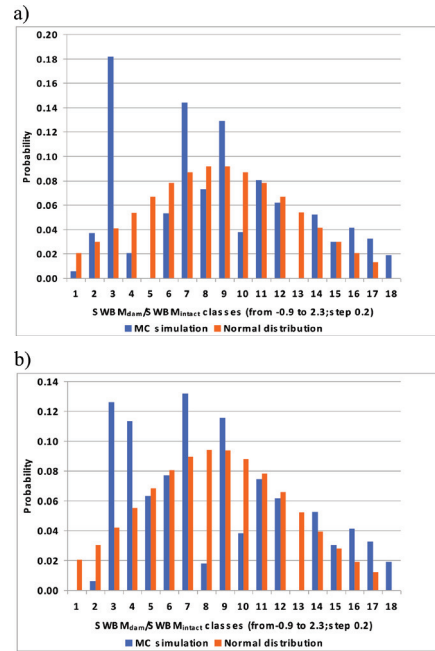 a)
0.20
0.18
0.16
0.14
0.12
0.10
0.08
0.06
0.04
0.02
0.00
Probability
1 2 3 4 5 6 7 8 9 10 11 12 13 14 15 16 17 18
SWBMdam/SWBMintact classes (from -0.9 to 2.3;step 0.2)
MC simulation Normal distribution
b)
0.14
0.12
0.10
0.08
0.06
0.04
0.02
0.00
Probability
1 2 3 4 5 6 7 8 9 10 11 12 13 14 15 16 17 18
SWBMdam/SWBMintact classes (from-0.9 to 2.3;step 0.2)
MC simulation Normal distribution